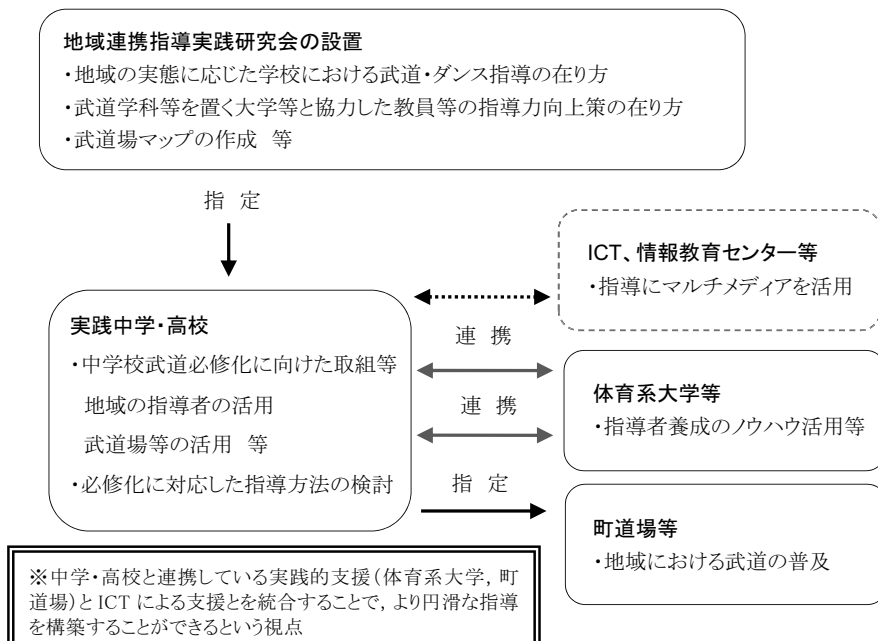 地域連携指導実践研究会の設置
・地域の実態に応じた学校における武道・ダンス指導の在り方
・武道学科等を置く大学等と協力した教員等の指導力向上策の在り方
・武道場マップの作成 等
指 定
ICT、情報教育センター等
・指導にマルチメディアを活用
実践中学・高校
・中学校武道必修化に向けた取組等
地域の指導者の活用
武道場等の活用 等
・必修化に対応した指導方法の検討
連 携
連 携
指 定
体育系大学等
・指導者養成のノウハウ活用等
町道場等
・地域における武道の普及
※中学・高校と連携している実践的支援(体育系大学, 町
道場)と ICT による支援とを統合することで, より円滑な指導
を構築することができるという視点